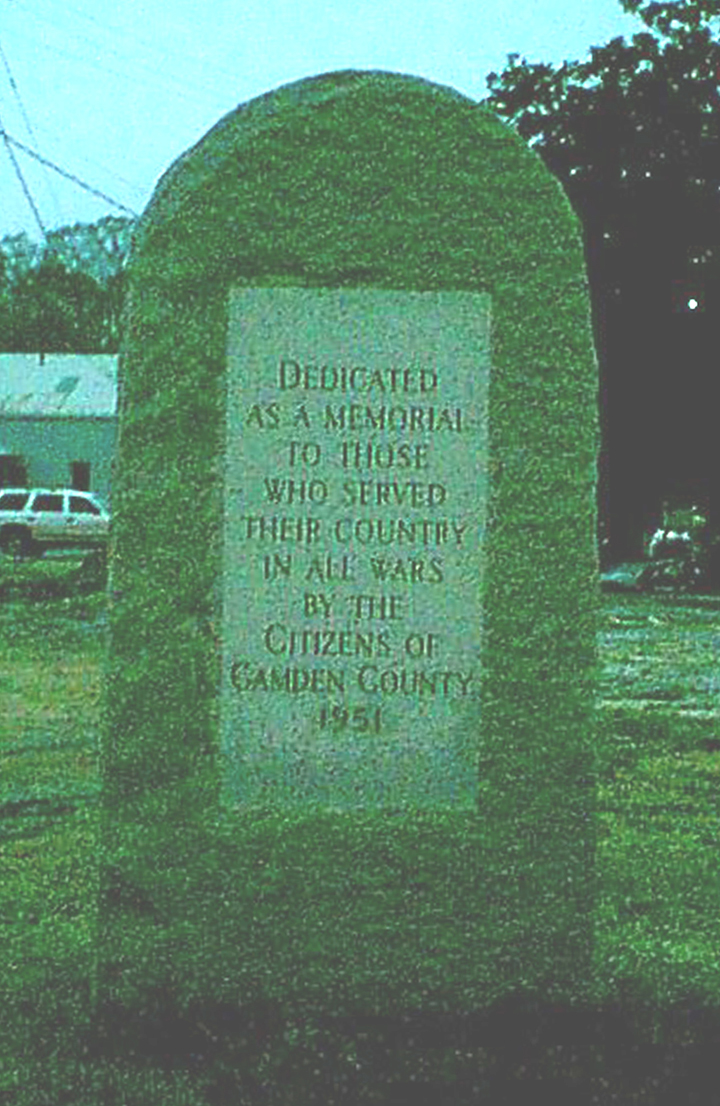 DEDICATED
AS A MEMORIAL
TO THOSE
WHO SERVED
THEIR COUNTRY
IN ALL WARS
BY THE
CITIZENS OF
CAMDEN COUNTY
1951